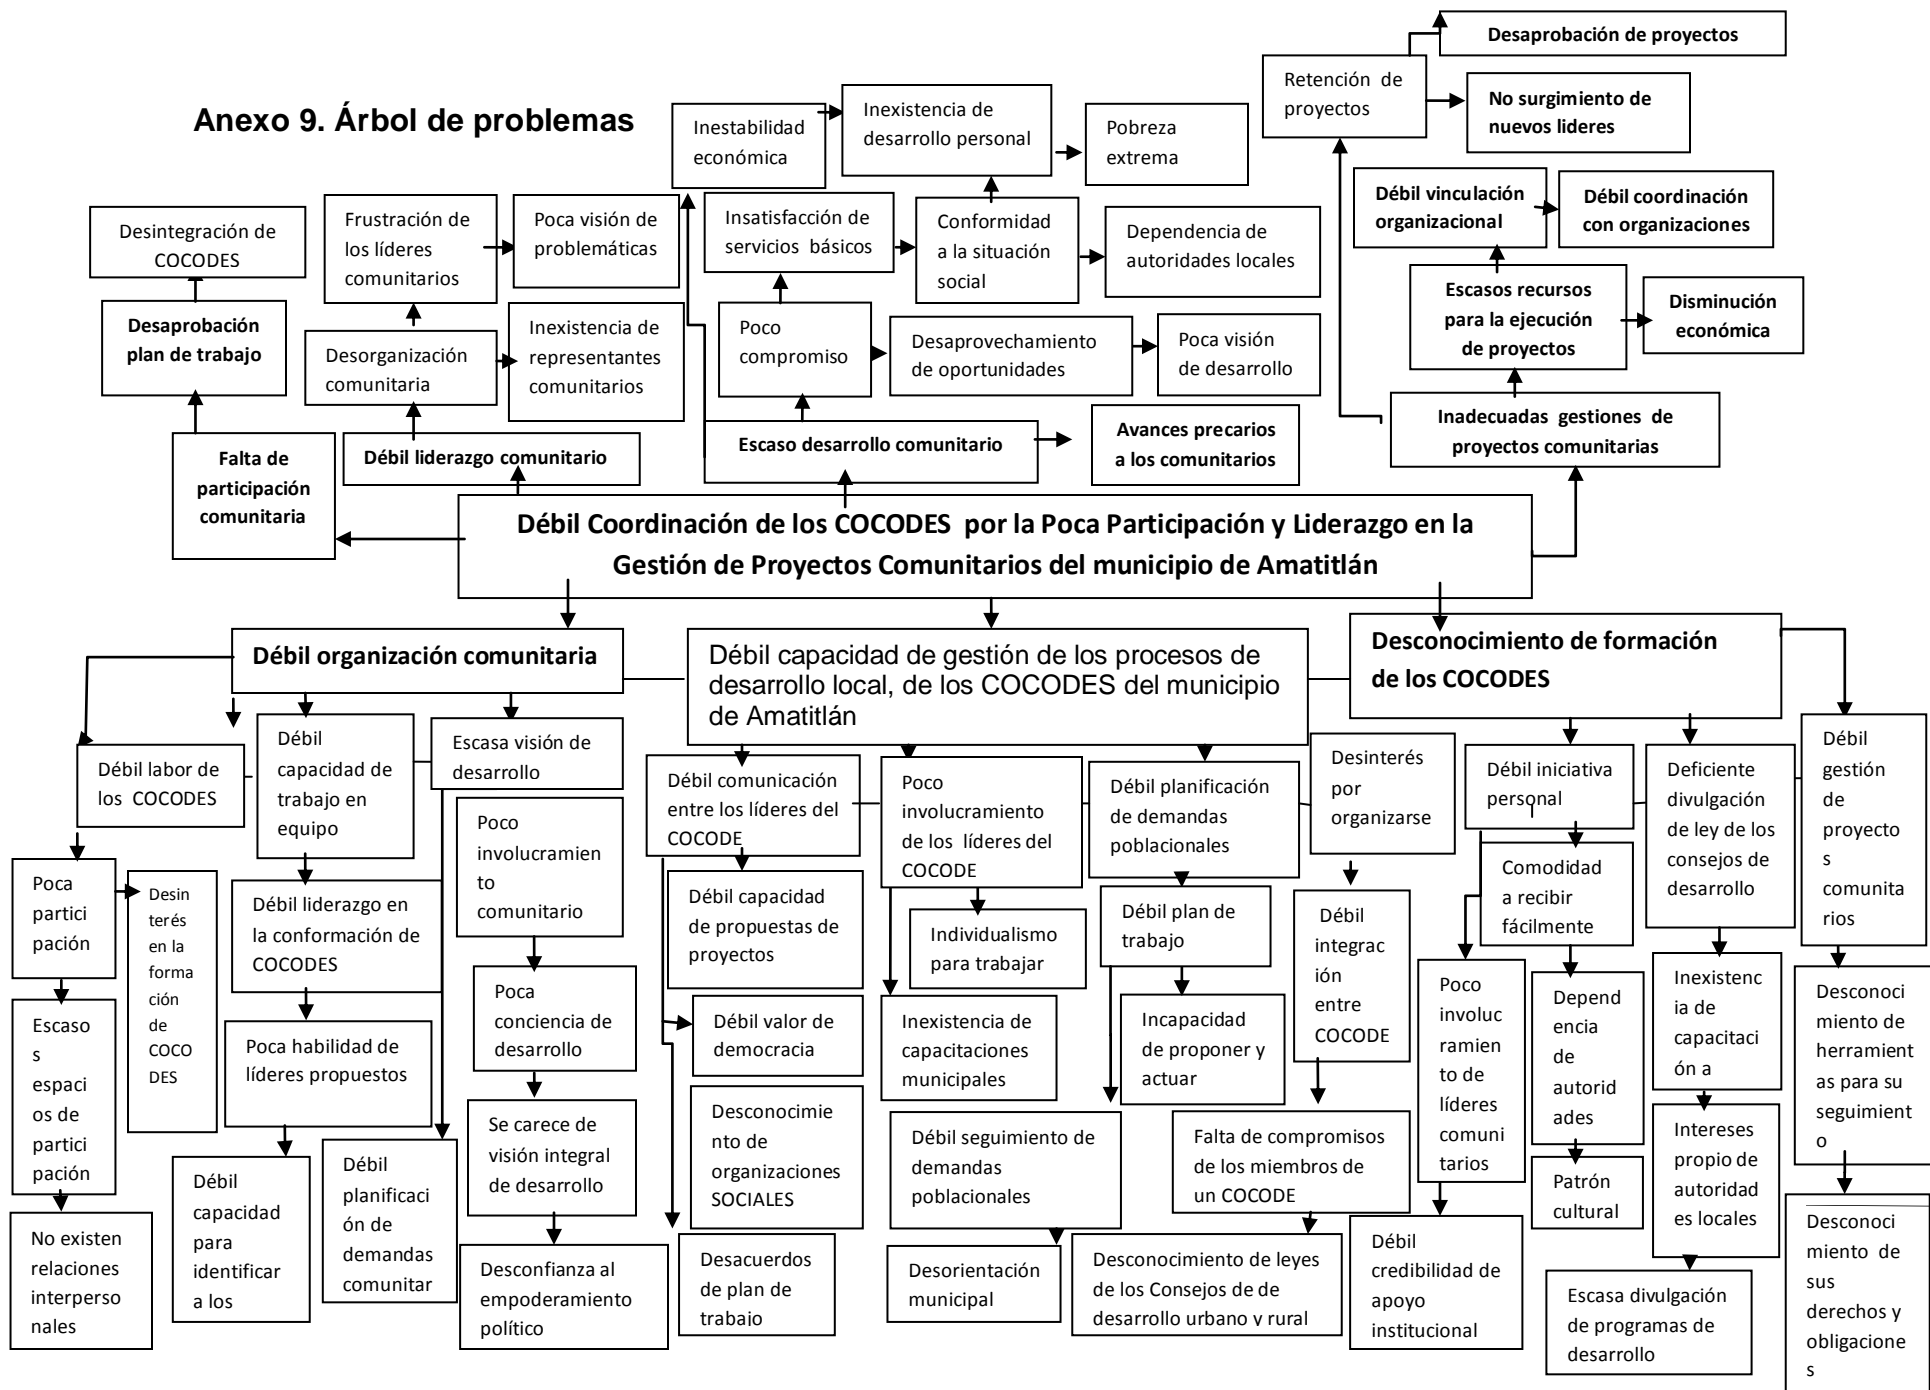 Anexo 9. Árbol de problemas
Desaprobación de proyectos
Retención de
proyectos
No surgimiento de
nuevos lideres
Inestabilidad
económica
Inexistencia de
desarrollo personal
Pobreza
extrema
Débil vinculación
organizacional
Débil coordinación
con organizaciones
Desintegración de
COCODES
Frustración de
los líderes
comunitarios
Poca visión de
problemáticas
Insatisfacción de
servicios básicos
Conformidad
a la situación
social
Dependencia de
autoridades locales
Escasos recursos
para la ejecución
de proyectos
Disminución
económica
Desaprobación
plan de trabajo
Desorganización
comunitaria
Inexistencia de
representantes
comunitarios
Poco
compromiso
Desaprovechamiento
de oportunidades
Poca visión
de desarrollo
Falta de
participación
comunitaria
Débil liderazgo comunitario
Escaso desarrollo comunitario
Avances precarios
a los comunitarios
Inadecuadas gestiones de
proyectos comunitarias
Débil Coordinación de los COCODES por la Poca Participación y Liderazgo en la
Gestión de Proyectos Comunitarios del municipio de Amatitlán
Débil organización comunitaria
Débil capacidad de gestión de los procesos de
desarrollo local, de los COCODES del municipio
de Amatitlán
Desconocimiento de formación
de los COCODES
Débil labor de
los COCODES
Débil
capacidad de
trabajo en
equipo
Escasa visión de
desarrollo
Débil comunicación
entre los líderes del
COCODE
Poco
involucramiento
de los líderes del
COCODE
Débil planificación
de demandas
poblacionales
Desinterés
por
organizarse
Débil iniciativa
personal
Deficiente
divulgación
de ley de los
consejos de
desarrollo
Débil
gestión
de
proyecto
s
comunita
rios
Poca
partici
pación
Desin
terés
en la
forma
ción
de
COCO
DES
Débil liderazgo en
la conformación de
COCODES
Poco
involucramien
to
comunitario
Débil capacidad
de propuestas de
proyectos
Individualismo
para trabajar
Débil plan de
trabajo
Débil
integrac
ión
entre
COCODE
Comodidad
a recibir
fácilmente
Escaso
s
espaci
os de
partici
pación
Poca habilidad de
líderes propuestos
Poca
conciencia de
desarrollo
Débil valor de
democracia
Inexistencia de
capacitaciones
municipales
Incapacidad
de proponer y
actuar
Poco
involuc
ramien
to de
líderes
comuni
tarios
Depend
encia de
autorid
ades
Inexistenc
ia de
capacitaci
ón a
Desconoci
miento de
herramient
as para su
seguimient
o
No existen
relaciones
interperso
nales
Débil
capacidad
para
identificar
a los
Débil
planificaci
ón de
demandas
comunitar
Se carece de
visión integral
de desarrollo
Desconocimie
nto de
organizaciones
SOCIALES
Débil seguimiento de
demandas
poblacionales
Falta de compromisos
de los miembros de
un COCODE
Patrón
cultural
Intereses
propio de
autoridad
es locales
Desconfianza al
empoderamiento
político
Desacuerdos
de plan de
trabajo
Desorientación
municipal
Desconocimiento de leyes
de los Consejos de de
desarrollo urbano y rural
Débil
credibilidad de
apoyo
institucional
Escasa divulgación
de programas de
desarrollo
Desconoci
miento de
sus
derechos y
obligacione
s